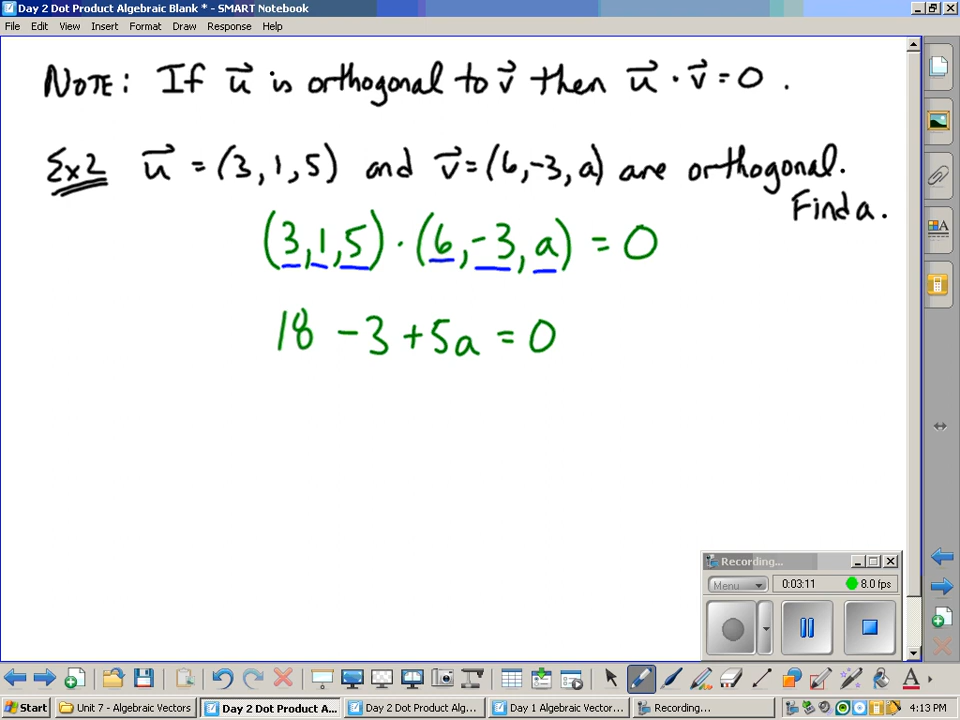 Day 2 Dot Product Algebraic Blank * - SMART Notebook
File Edit View Insert Format Draw Response Help
NOTE: If u⃗ is orthogonal to v⃗ then u⃗ · v⃗ = 0 .
Ex2 u⃗ = (3, 1, 5) and v⃗ = (6, -3, a) are orthogonal.
Find a.
(3, 1, 5) · (6, -3, a) = 0
18 - 3 + 5a = 0
Recording...
Menu 0:03:11 8.0 fps
Start Unit 7 - Algebraic Vectors Day 2 Dot Product A... Day 2 Dot Product Alg... Day 1 Algebraic Vector... Recording... 4:13 PM